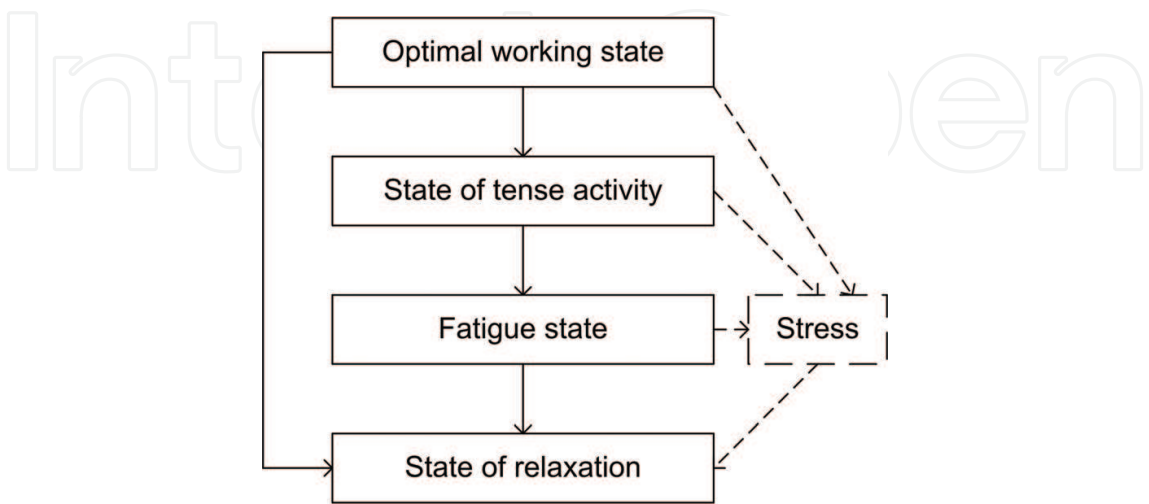 Optimal working state
State of tense activity
Fatigue state
Stress
State of relaxation